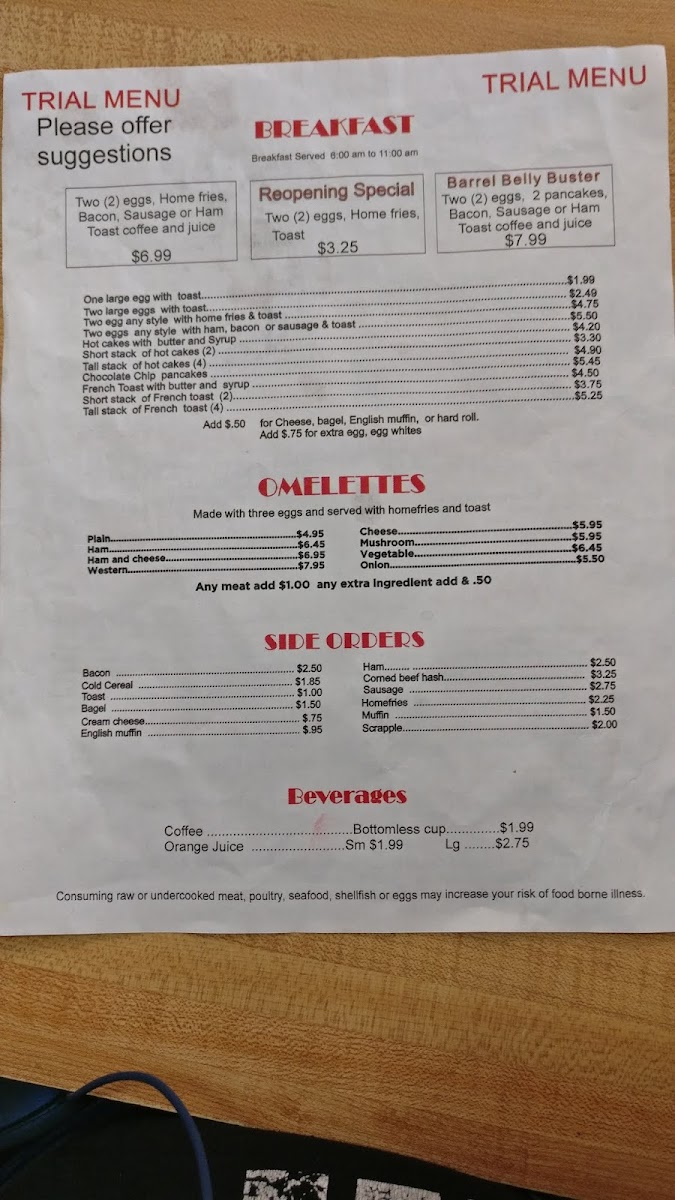 TRIAL MENU
TRIAL MENU
Please offer
suggestions
BREAKFAST
Breakfast Served 6:00 am to 11:00 am
Two (2) eggs, Home fries,
Bacon, Sausage or Ham
Toast coffee and juice
$6.99
Reopening Special
Two (2) eggs, Home fries,
Toast
$3.25
Barrel Belly Buster
Two (2) eggs, 2 pancakes,
Bacon, Sausage or Ham
Toast coffee and juice
$7.99
One large egg with toast...$1.99
Two large eggs with toast...$2.49
Two egg any style with home fries & toast ...$4.75
Two eggs any style with ham, bacon or sausage & toast ...$5.50
Hot cakes with butter and Syrup ...$4.20
Short stack of hot cakes (2) ...$3.30
Tall stack of hot cakes (4) ...$4.90
Chocolate Chip pancakes ...$5.45
French Toast with butter and syrup ...$4.50
Short stack of French toast (2)...$3.75
Tall stack of French toast (4) ...$5.25
Add $.50 for Cheese, bagel, English muffin, or hard roll.
Add $.75 for extra egg, egg whites
OMELETTES
Made with three eggs and served with homefries and toast
Plain...$4.95
Ham...$6.45
Ham and cheese...$6.95
Western...$7.95
Cheese...$5.95
Mushroom...$5.95
Vegetable...$6.45
Onion...$5.50
Any meat add $1.00 any extra ingredient add & .50
SIDE ORDERS
Bacon ...$2.50
Cold Cereal ...$1.85
Toast ...$1.00
Bagel ...$1.50
Cream cheese...$.75
English muffin ...$.95
Ham...$2.50
Corned beef hash...$3.25
Sausage ...$2.75
Homefries ...$2.25
Muffin ...$1.50
Scrapple...$2.00
Beverages
Coffee ...Bottomless cup...$1.99
Orange Juice ...Sm $1.99 Lg ...$2.75
Consuming raw or undercooked meat, poultry, seafood, shellfish or eggs may increase your risk of food borne illness.